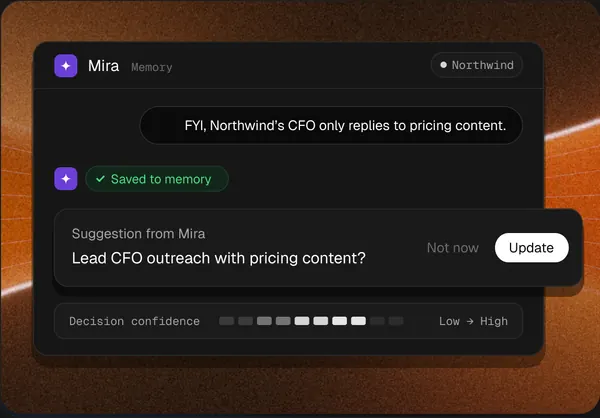 Mira Memory
Northwind
FYI, Northwind's CFO only replies to pricing content.
Saved to memory
Suggestion from Mira
Lead CFO outreach with pricing content?
Not now
Update
Decision confidence
Low → High